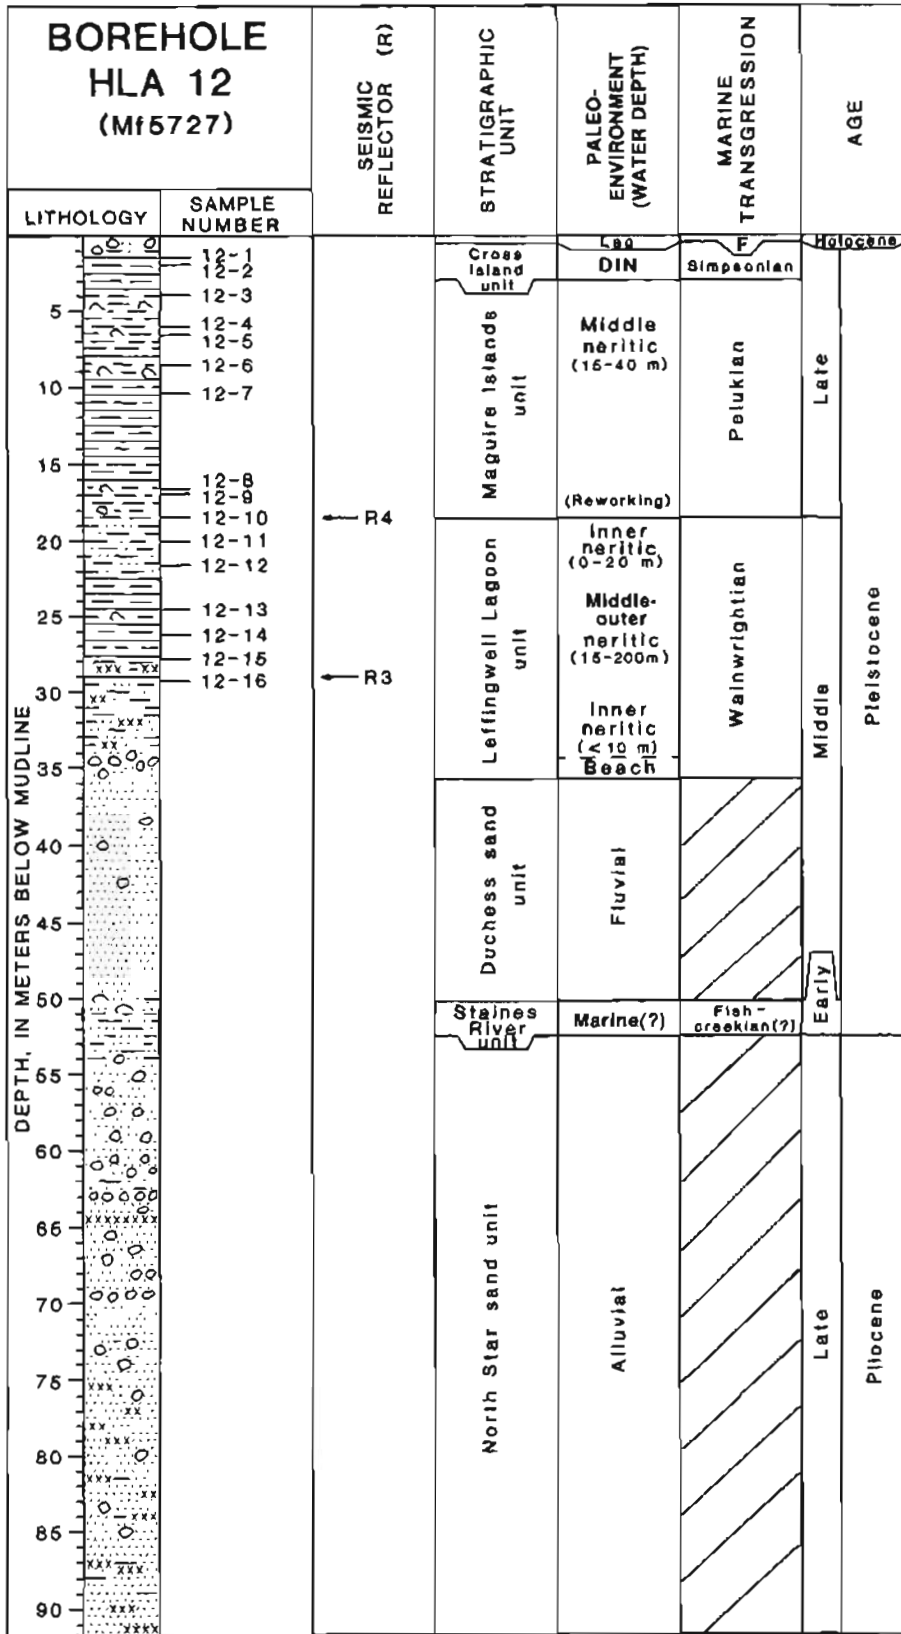 BOREHOLE
HLA 12
(Mf5727)
LITHOLOGY
SAMPLE
NUMBER
SEISMIC
REFLECTOR (R)
STRATIGRAPHIC
UNIT
PALEO-
ENVIRONMENT
(WATER DEPTH)
MARINE
TRANSGRESSION
AGE
DEPTH, IN METERS BELOW MUDLINE
5
10
15
20
25
30
35
40
45
50
55
60
65
70
75
80
85
90
12-1
12-2
12-3
12-4
12-5
12-6
12-7
12-8
12-9
12-10
12-11
12-12
12-13
12-14
12-15
12-16
R4
R3
Cross
Island
unit
Maguire Islands
unit
Leffingwell Lagoon
unit
Duchess sand
unit
Staines
River
unit
North Star sand unit
Lag
DIN
Middle
neritic
(15-40 m)
(Reworking)
Inner
neritic
(0-20 m)
Middle-
outer
neritic
(15-200m)
Inner
neritic
(<10 m)
Beach
Fluvial
Marine(?)
Alluvial
F
Simpsonian
Pelukian
Wainwrightian
Fish-
creekian(?)
Holocene
Late
Middle
Early
Late
Pleistocene
Pliocene